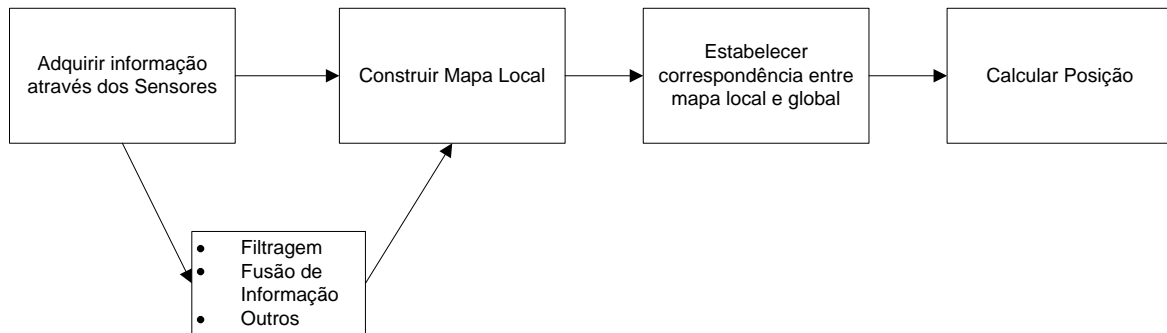 Adquirir informação
através dos Sensores
Construir Mapa Local
Estabelecer
correspondência entre
mapa local e global
Calcular Posição
• Filtragem
• Fusão de
Informação
• Outros